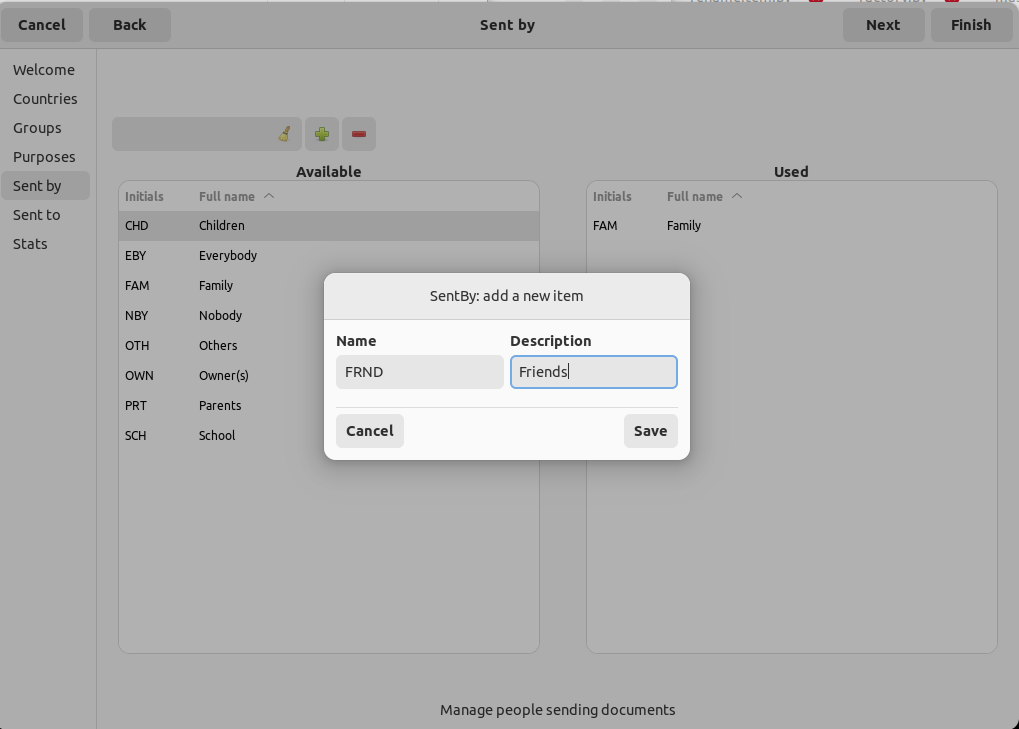 Cancel Back Sent by Next Finish
Welcome
Countries
Groups
Purposes
Sent by
Sent to
Stats
Available
Initials Full name
CHD Children
EBY Everybody
FAM Family
NBY Nobody
OTH Others
OWN Owner(s)
PRT Parents
SCH School
Used
Initials Full name
FAM Family
SentBy: add a new item
Name Description
FRND Friends
Cancel Save
Manage people sending documents